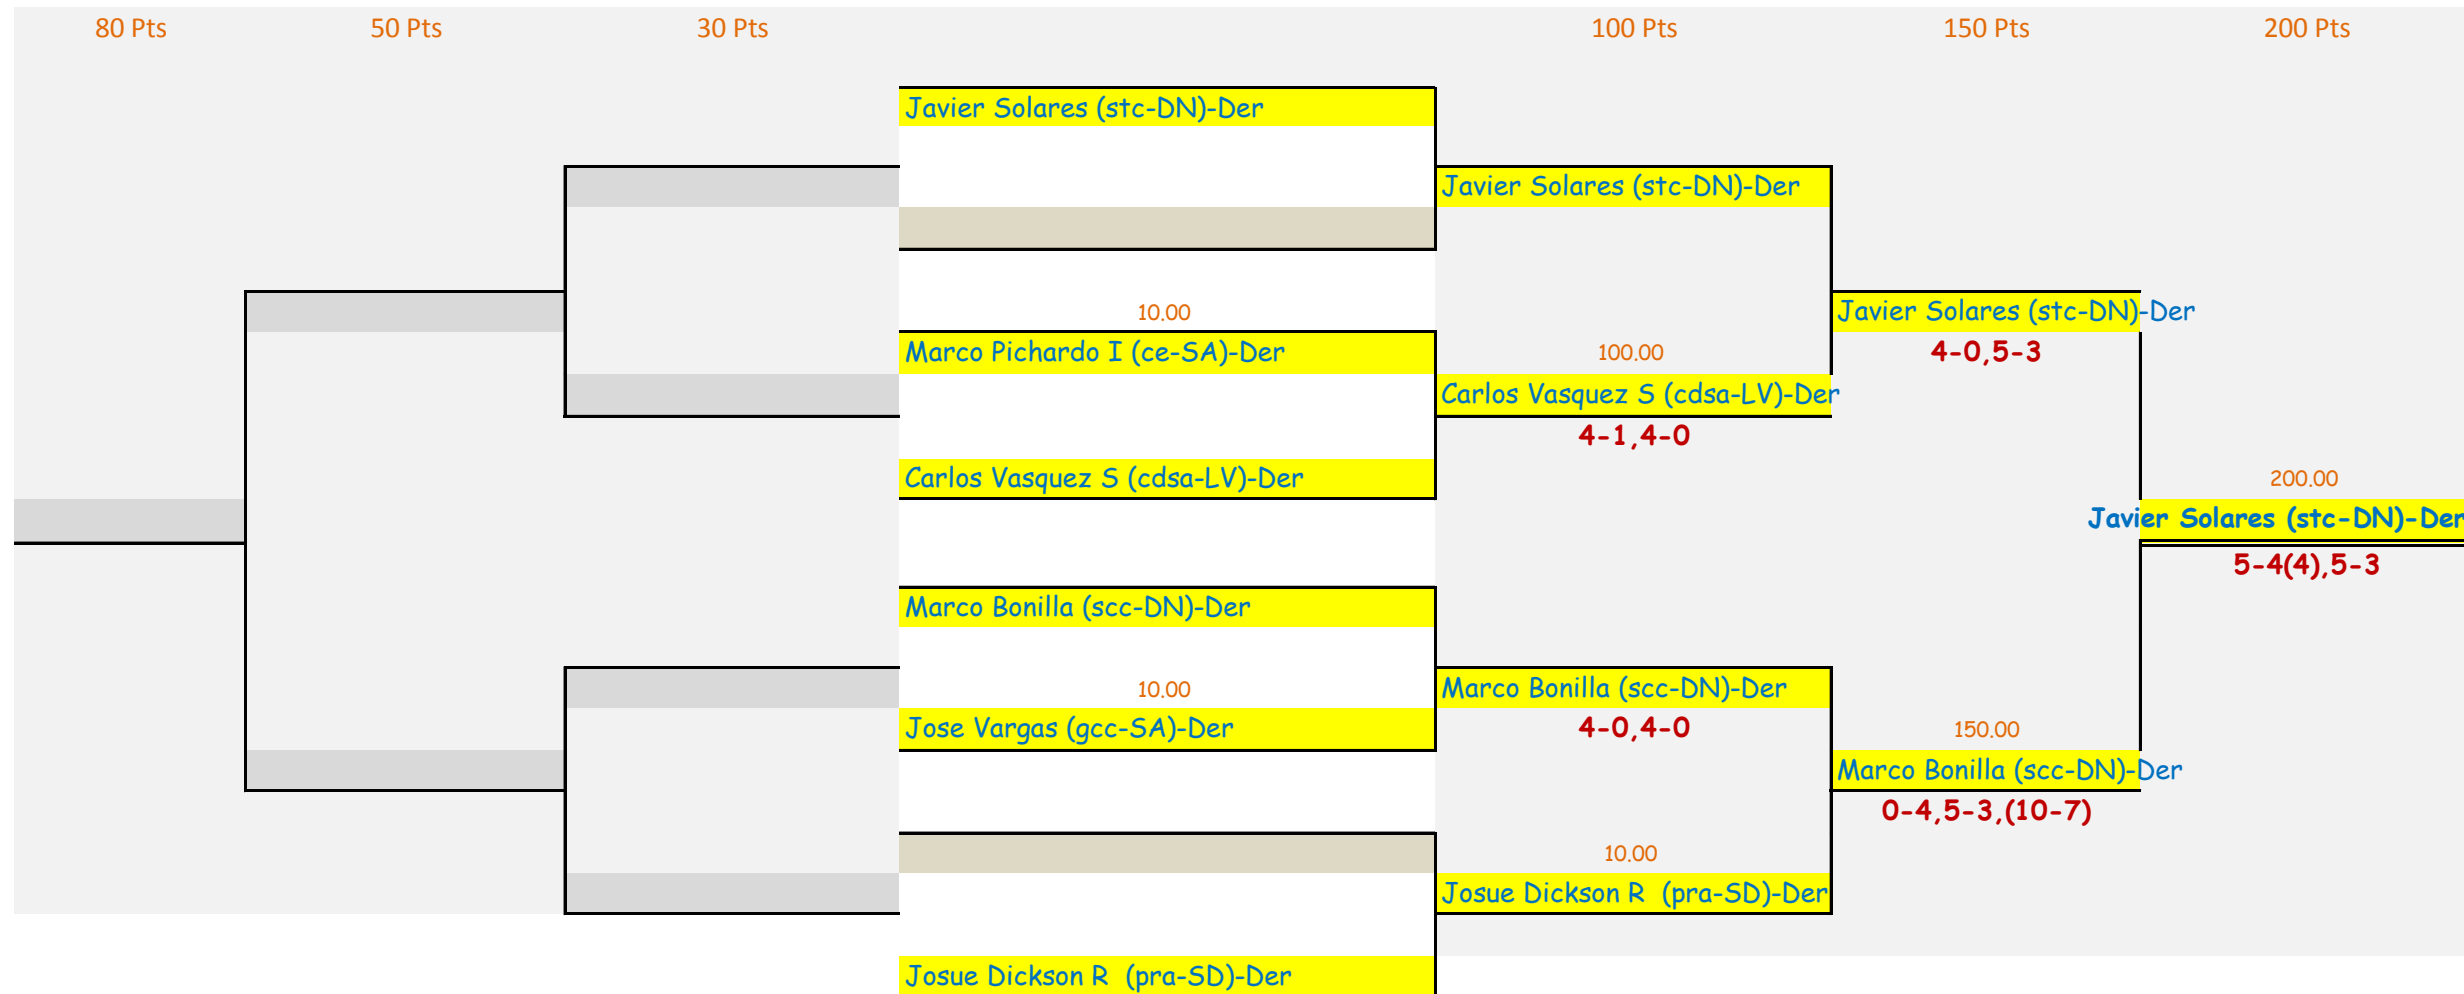 80 Pts 50 Pts 30 Pts 100 Pts 150 Pts 200 Pts
Javier Solares (stc-DN)-Der
Javier Solares (stc-DN)-Der
10.00
Javier Solares (stc-DN)-Der
Marco Pichardo I (ce-SA)-Der
100.00
4-0,5-3
Carlos Vasquez S (cdsa-LV)-Der
4-1,4-0
Carlos Vasquez S (cdsa-LV)-Der
200.00
Javier Solares (stc-DN)-Der
5-4(4),5-3
Marco Bonilla (scc-DN)-Der
10.00
Marco Bonilla (scc-DN)-Der
Jose Vargas (gcc-SA)-Der
4-0,4-0
150.00
Marco Bonilla (scc-DN)-Der
0-4,5-3,(10-7)
10.00
Josue Dickson R  (pra-SD)-Der
Josue Dickson R  (pra-SD)-Der